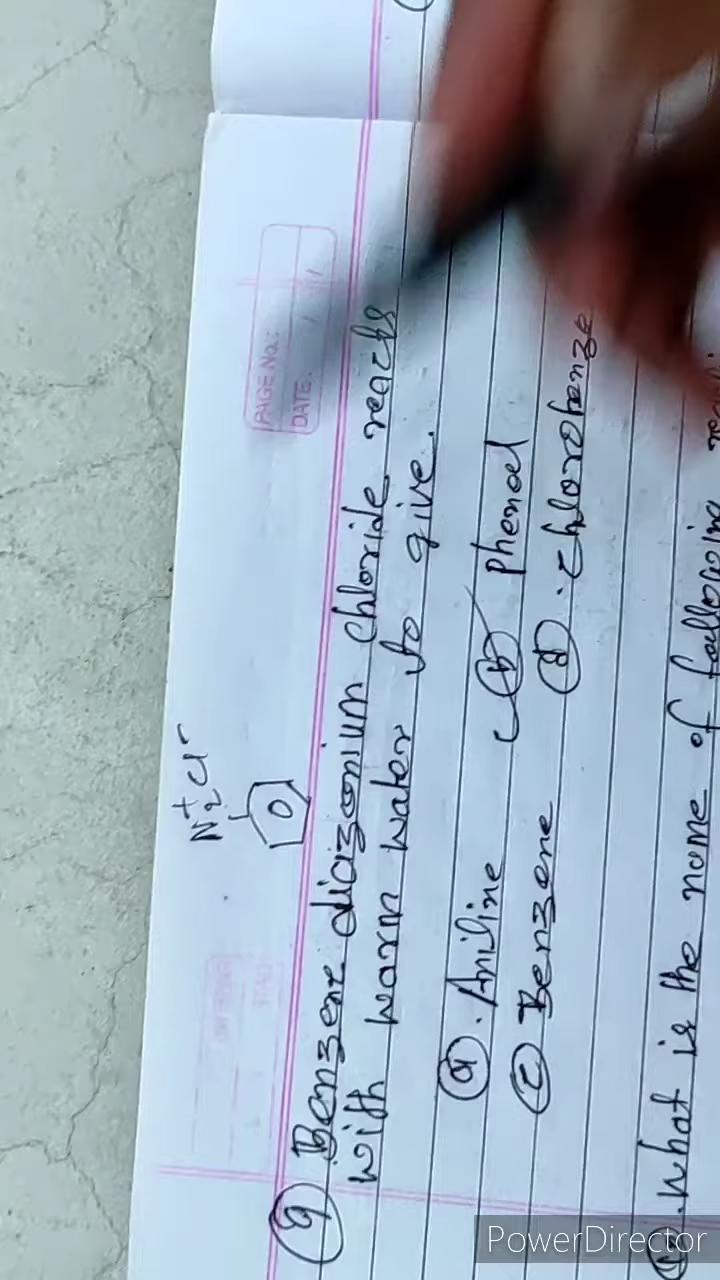 N₂⁺Cl⁻
PAGE No.:
DATE: / /
9 Benzene diazonium chloride reacts
with warm water to give.
a. Aniline b phenol
c Benzene d. chlorobenze
what is the name of following
PowerDirector